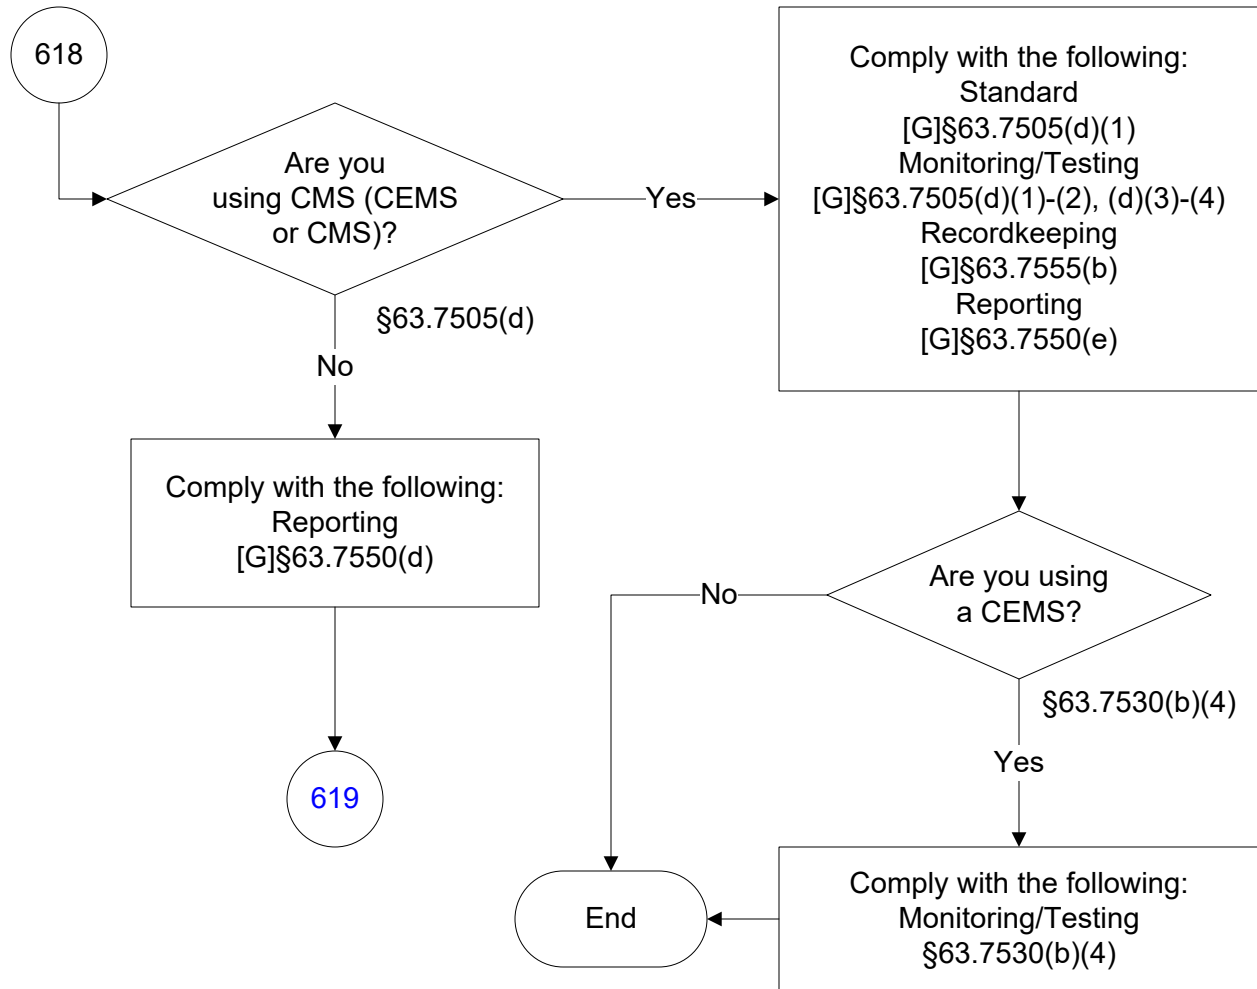 618
Are you
using CMS (CEMS
or CMS)?
§63.7505(d)
Yes
Comply with the following:
Standard
[G]§63.7505(d)(1)
Monitoring/Testing
[G]§63.7505(d)(1)-(2), (d)(3)-(4)
Recordkeeping
[G]§63.7555(b)
Reporting
[G]§63.7550(e)
No
Comply with the following:
Reporting
[G]§63.7550(d)
619
Are you using
a CEMS?
§63.7530(b)(4)
No
Yes
Comply with the following:
Monitoring/Testing
§63.7530(b)(4)
End